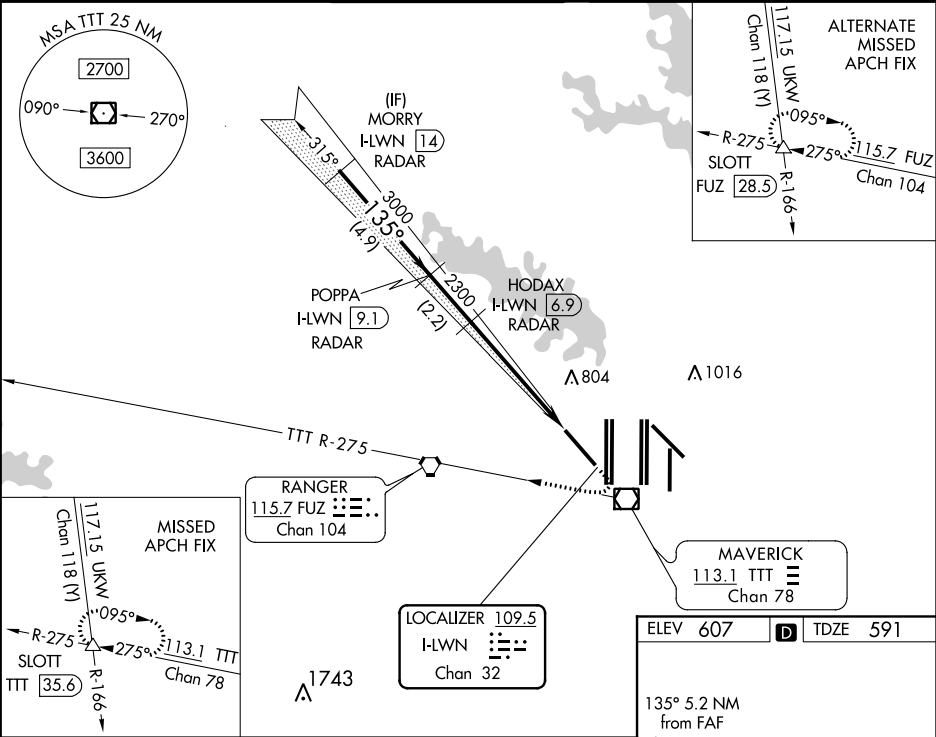 MSA TTT 25 NM
2700
090°
270°
3600
(IF)
MORRY
I-LWN 14
RADAR
315°
3000
135°
(4.9)
2300
(2.2)
POPPA
I-LWN 9.1
RADAR
HODAX
I-LWN 6.9
RADAR
804
1016
ALTERNATE
MISSED
APCH FIX
117.15 UKW
Chan 118 (Y)
095°
R-275
275°
115.7 FUZ
Chan 104
SLOTT
FUZ 28.5
R-166
TTT R-275
RANGER
115.7 FUZ
Chan 104
MAVERICK
113.1 TTT
Chan 78
LOCALIZER 109.5
I-LWN
Chan 32
1743
MISSED
APCH FIX
117.15 UKW
Chan 118 (Y)
095°
R-275
275°
113.1 TTT
Chan 78
SLOTT
TTT 35.6
R-166
ELEV 607 D TDZE 591
135° 5.2 NM
from FAF